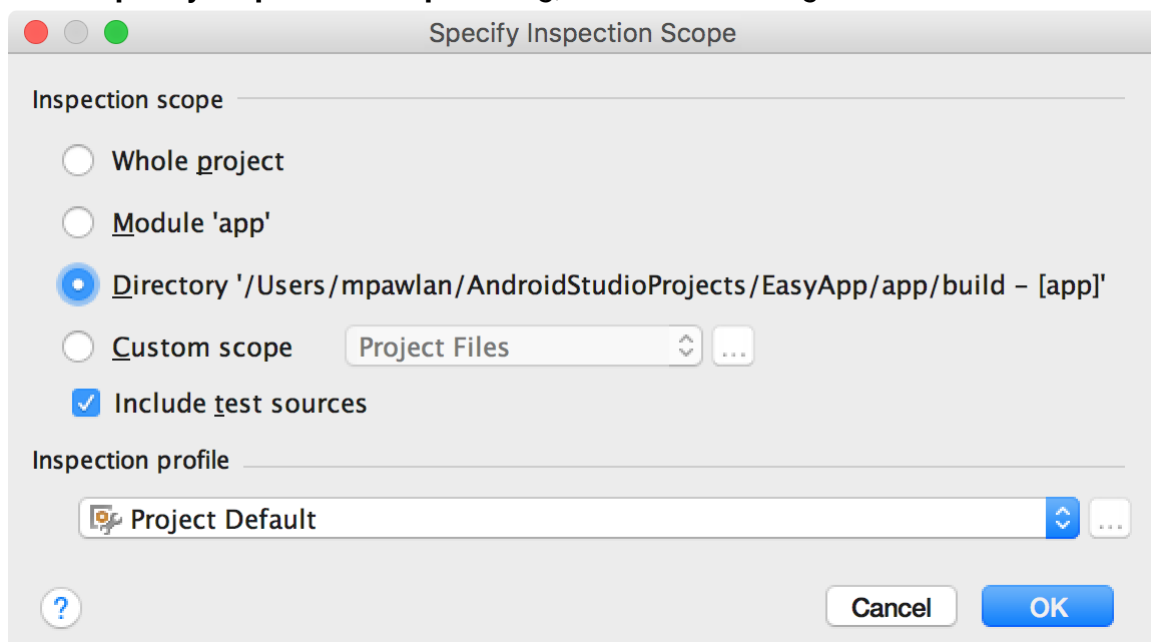 Specify Inspection Scope
Inspection scope
Whole project
Module 'app'
Directory '/Users/mpawlan/AndroidStudioProjects/EasyApp/app/build – [app]'
Custom scope Project Files ...
Include test sources
Inspection profile
Project Default ...
? Cancel OK